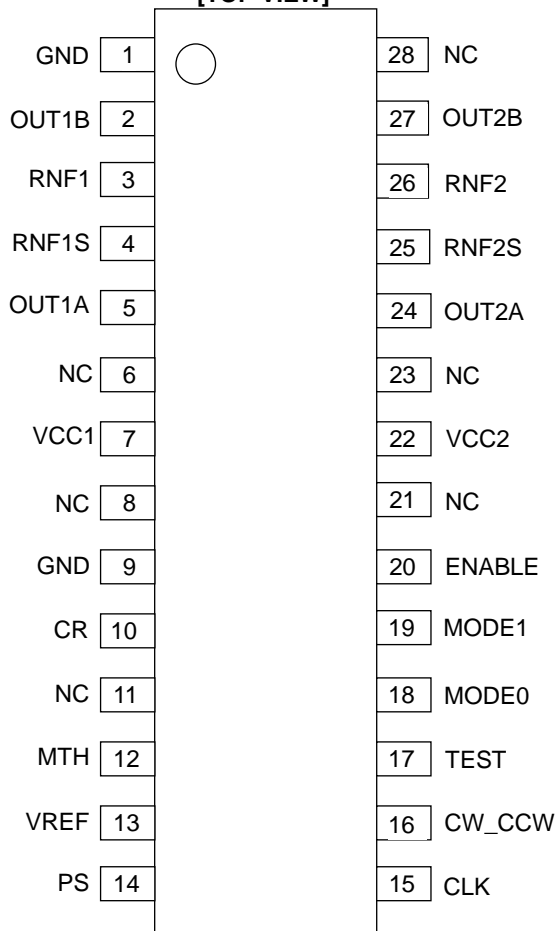 GND 1 28 NC
OUT1B 2 27 OUT2B
RNF1 3 26 RNF2
RNF1S 4 25 RNF2S
OUT1A 5 24 OUT2A
NC 6 23 NC
VCC1 7 22 VCC2
NC 8 21 NC
GND 9 20 ENABLE
CR 10 19 MODE1
NC 11 18 MODE0
MTH 12 17 TEST
VREF 13 16 CW_CCW
PS 14 15 CLK